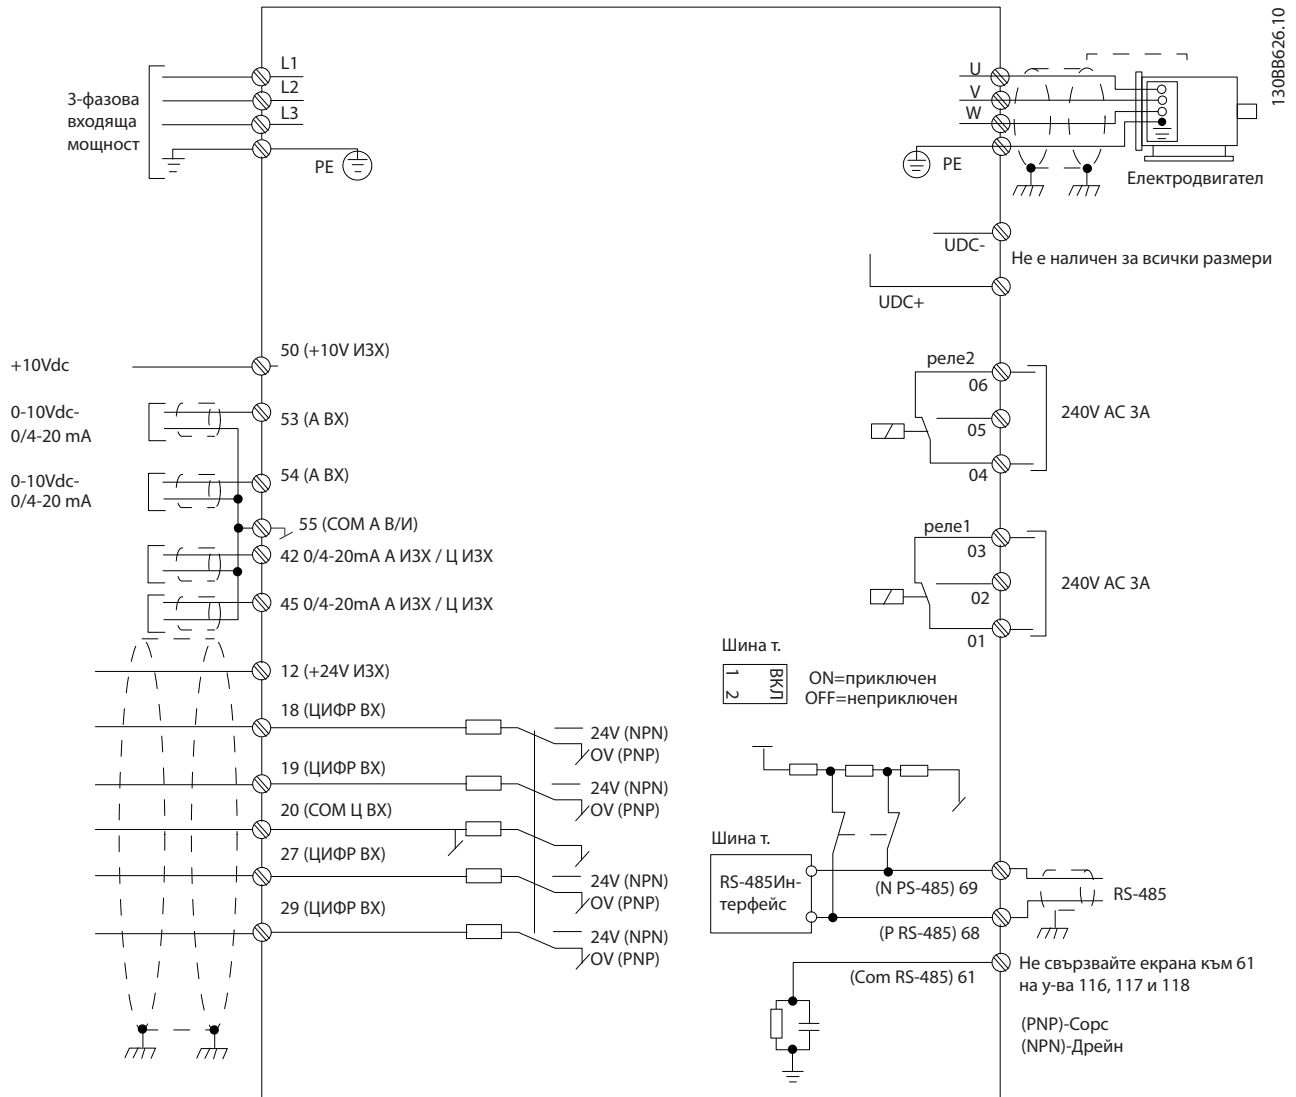 130BB626.10
L1
L2
L3
3-фазова
входяща
мощност
PE
U
V
W
PE
Електродвигател
UDC-
Не е наличен за всички размери
UDC+
50 (+10V ИЗХ)
+10Vdc
0-10Vdc-
0/4-20 mA
53 (А ВХ)
0-10Vdc-
0/4-20 mA
54 (А ВХ)
55 (COM А В/И)
42 0/4-20mA А ИЗХ / Ц ИЗХ
45 0/4-20mA А ИЗХ / Ц ИЗХ
12 (+24V ИЗХ)
18 (ЦИФР ВХ)
24V (NPN)
OV (PNP)
19 (ЦИФР ВХ)
24V (NPN)
OV (PNP)
20 (COM Ц ВХ)
27 (ЦИФР ВХ)
24V (NPN)
OV (PNP)
29 (ЦИФР ВХ)
24V (NPN)
OV (PNP)
реле2
06
05
04
240V AC 3A
реле1
03
02
01
240V AC 3A
Шина т.
ВКЛ
1 2
ON=приключен
OFF=неприключен
Шина т.
RS-485Ин-
терфейс
(N PS-485) 69
RS-485
(P RS-485) 68
(Com RS-485) 61
Не свързвайте екрана към 61
на у-ва 116, 117 и 118
(PNP)-Сорс
(NPN)-Дрейн